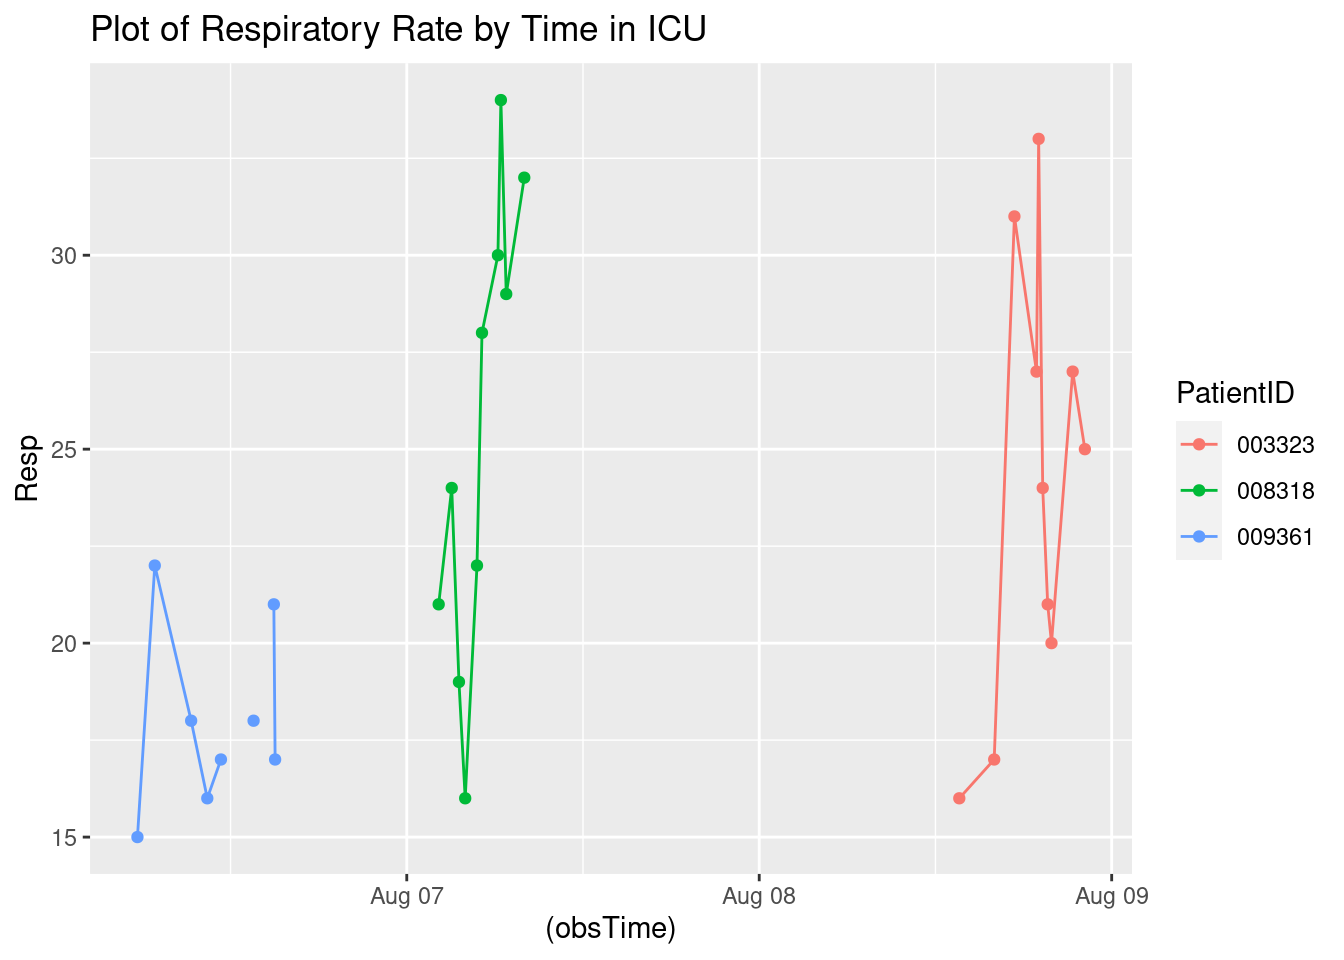 Plot of Respiratory Rate by Time in ICU
Resp
30
25
20
15
Aug 07
Aug 08
Aug 09
(obsTime)
PatientID
003323
008318
009361